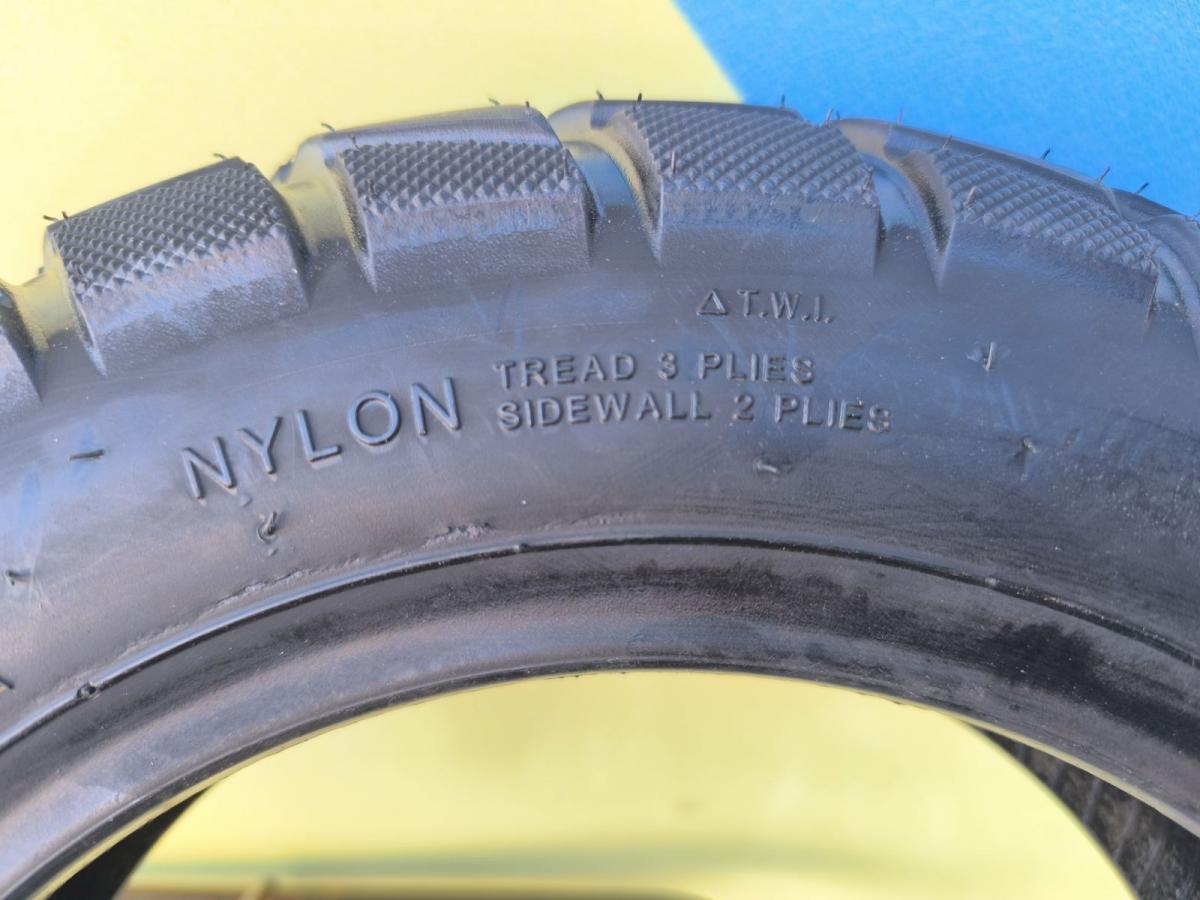 △ T.W.I.
NYLON
TREAD 3 PLIES
SIDEWALL 2 PLIES